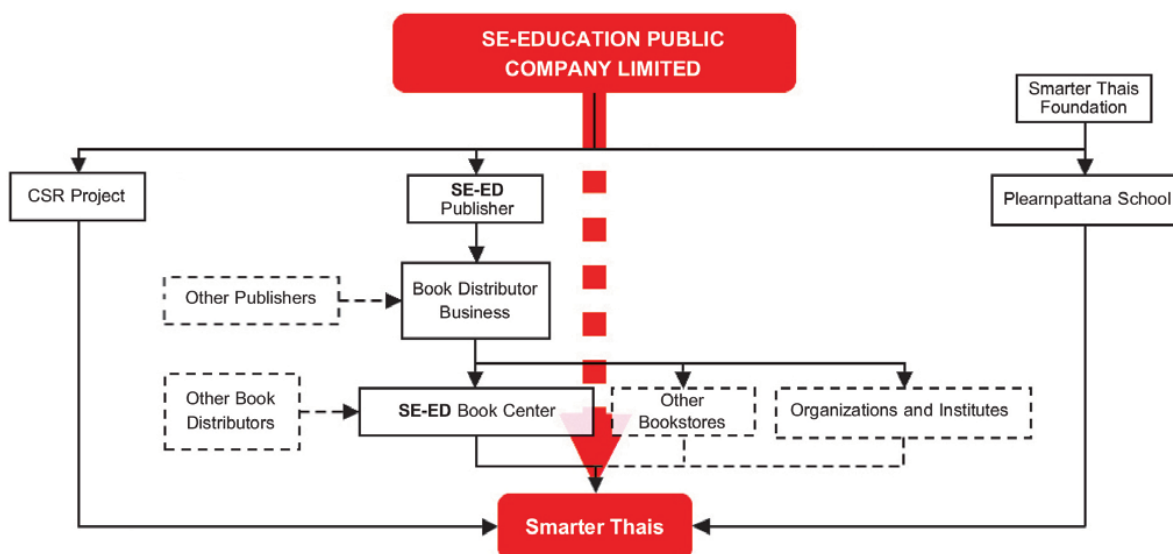 SE-EDUCATION PUBLIC
COMPANY LIMITED
Smarter Thais
Foundation
CSR Project
SE-ED
Publisher
Plearnpattana School
Other Publishers
Book Distributor
Business
Other Book
Distributors
SE-ED Book Center
Other
Bookstores
Organizations and Institutes
Smarter Thais